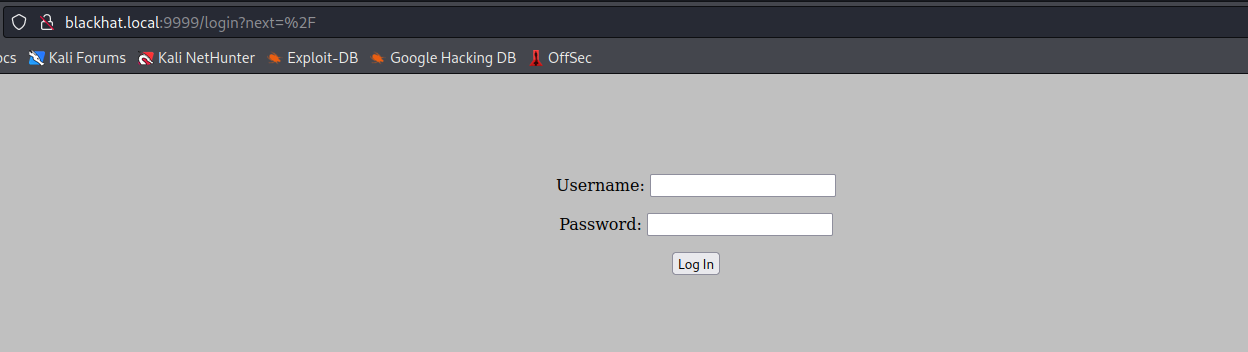 blackhat.local:9999/login?next=%2F
ocs Kali Forums Kali NetHunter Exploit-DB Google Hacking DB OffSec
Username:
Password:
Log In